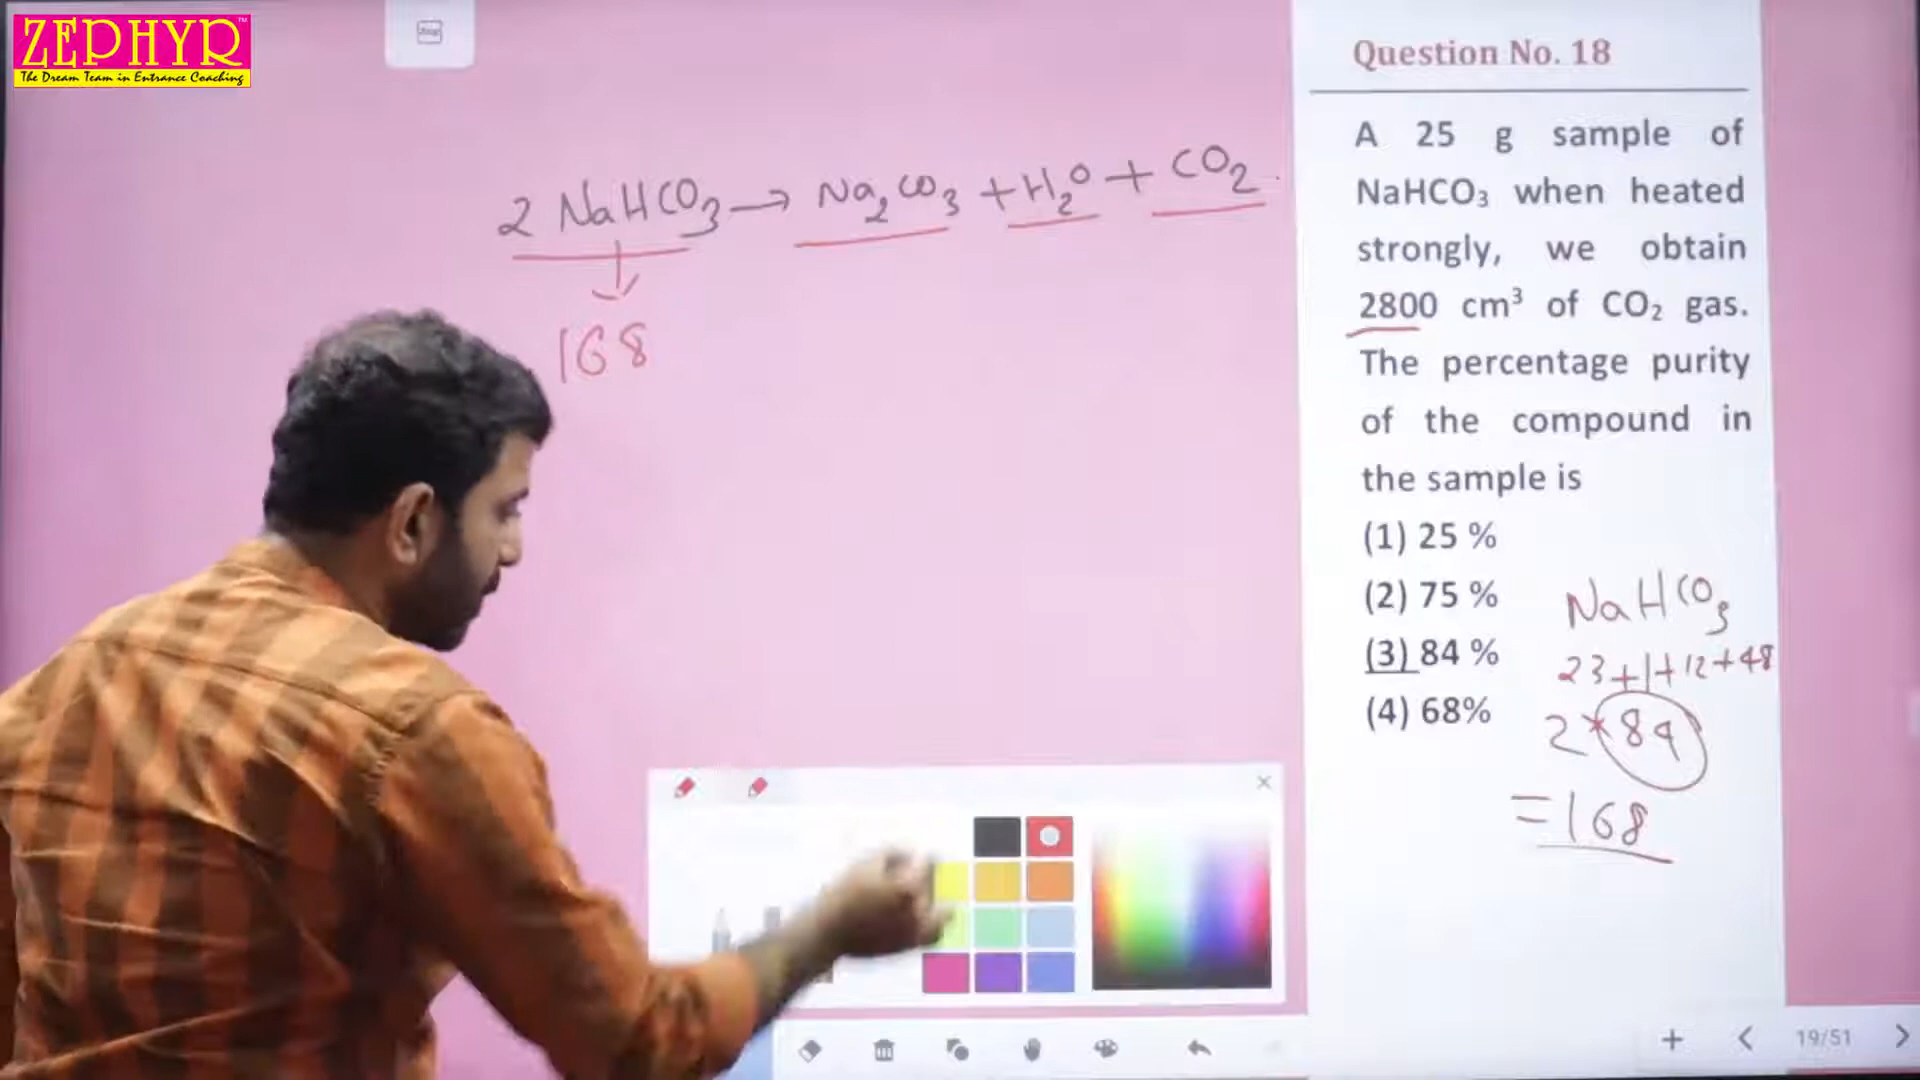 ZEPHYR™
The Dream Team in Entrance Coaching
2 NaHCO3 → Na2CO3 + H2O + CO2
168
Question No. 18
A 25 g sample of
NaHCO₃ when heated
strongly, we obtain
2800 cm³ of CO₂ gas.
The percentage purity
of the compound in
the sample is
(1) 25 %
(2) 75 %
(3) 84 %
(4) 68%
NaHCO3
23+1+12+48
2*84
=168
19/51